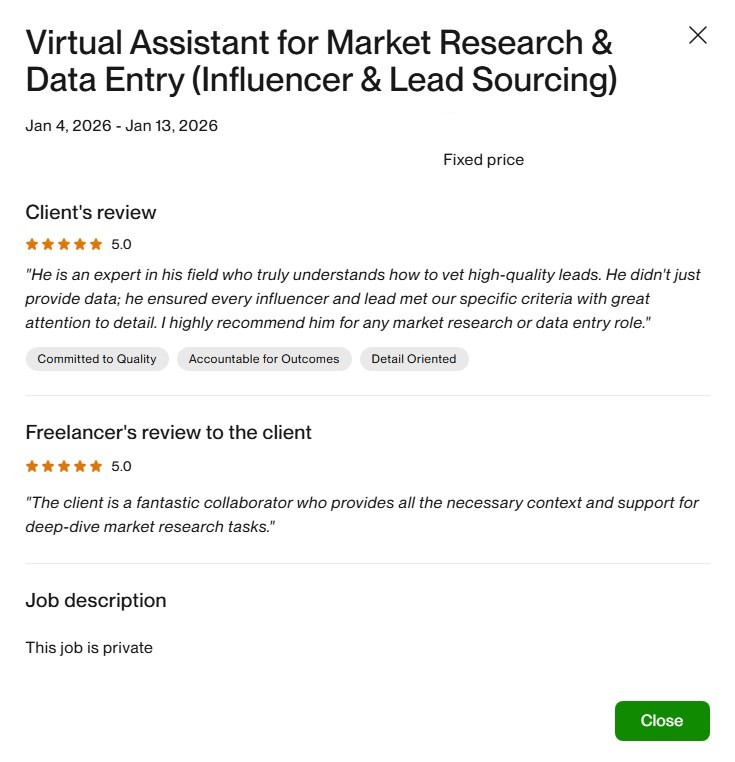 Virtual Assistant for Market Research &
Data Entry (Influencer & Lead Sourcing)
Jan 4, 2026 - Jan 13, 2026
Fixed price
Client's review
5.0
"He is an expert in his field who truly understands how to vet high-quality leads. He didn't just
provide data; he ensured every influencer and lead met our specific criteria with great
attention to detail. I highly recommend him for any market research or data entry role."
Committed to Quality Accountable for Outcomes Detail Oriented
Freelancer's review to the client
5.0
"The client is a fantastic collaborator who provides all the necessary context and support for
deep-dive market research tasks."
Job description
This job is private
Close